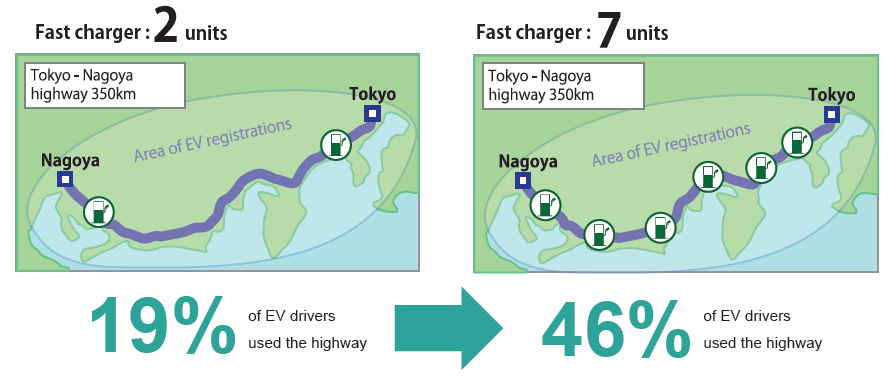 Fast charger : 2 units
Tokyo - Nagoya
highway 350km
Tokyo
Area of EV registrations
Nagoya
19%
of EV drivers
used the highway
Fast charger : 7 units
Tokyo - Nagoya
highway 350km
Tokyo
Area of EV registrations
Nagoya
46%
of EV drivers
used the highway